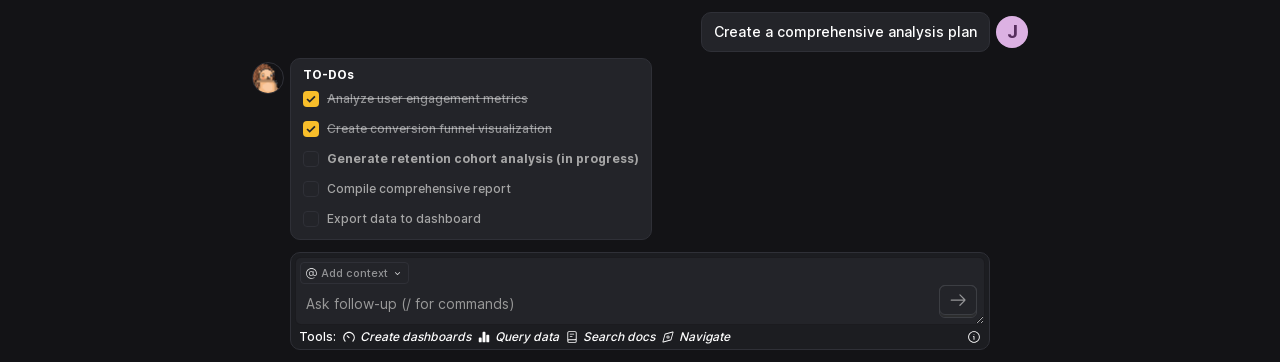 Create a comprehensive analysis plan
J
TO-DOs
Analyze user engagement metrics
Create conversion funnel visualization
Generate retention cohort analysis (in progress)
Compile comprehensive report
Export data to dashboard
@ Add context
Ask follow-up (/ for commands)
Tools: Create dashboards Query data Search docs Navigate